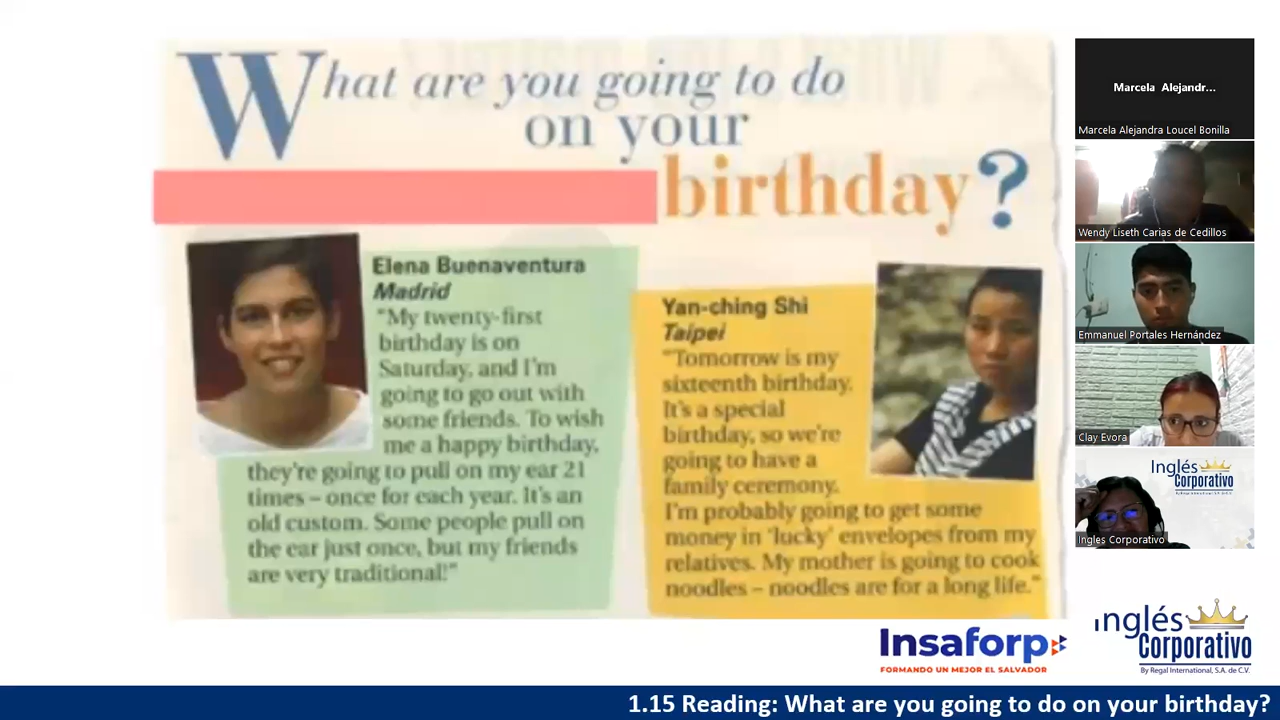 What are you going to do
on your
birthday?
Elena Buenaventura
Madrid
"My twenty-first
birthday is on
Saturday, and I'm
going to go out with
some friends. To wish
me a happy birthday,
they're going to pull on my ear 21
times – once for each year. It's an
old custom. Some people pull on
the ear just once, but my friends
are very traditional!"
Yan-ching Shi
Taipei
"Tomorrow is my
sixteenth birthday.
It's a special
birthday, so we're
going to have a
family ceremony.
I'm probably going to get some
money in 'lucky' envelopes from my
relatives. My mother is going to cook
noodles – noodles are for a long life."
Marcela Alejandr...
Marcela Alejandra Loucel Bonilla
Wendy Liseth Carias de Cedillos
Emmanuel Portales Hernández
Clay Evora
Inglés
Corporativo
By Regal International, S.A. de C.V.
Ingles Corporativo
Insaforp
FORMANDO UN MEJOR EL SALVADOR
inglés
Corporativo
By Regal International, S.A. de C.V.
1.15 Reading: What are you going to do on your birthday?